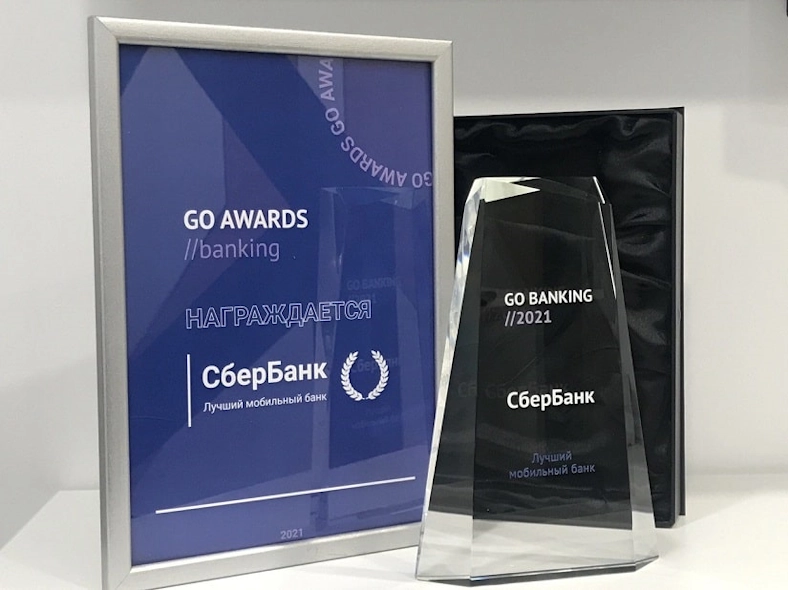 GO AWARDS GO AWA
GO AWARDS
//banking
НАГРАЖДАЕТСЯ
СберБанк
Лучший мобильный банк
2021
GO BANKING
//2021
СберБанк
Лучший
мобильный банк